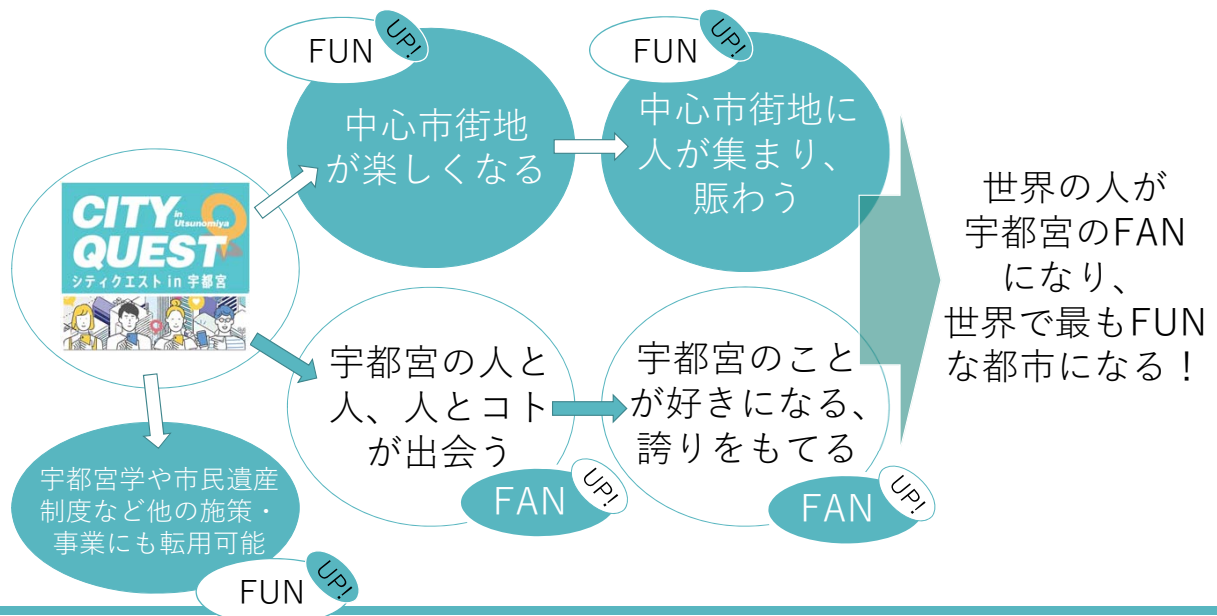 FUN UP!
中心市街地
が楽しくなる
FUN UP!
中心市街地に
人が集まり、
賑わう
CITY in Utsunomiya
QUEST
シティクエスト in 宇都宮
宇都宮の人と
人、人とコト
が出会う
FAN UP!
宇都宮のこと
が好きになる、
誇りをもてる
FAN UP!
宇都宮学や市民遺産
制度など他の施策・
事業にも転用可能
FUN UP!
世界の人が
宇都宮のFAN
になり、
世界で最もFUN
な都市になる！